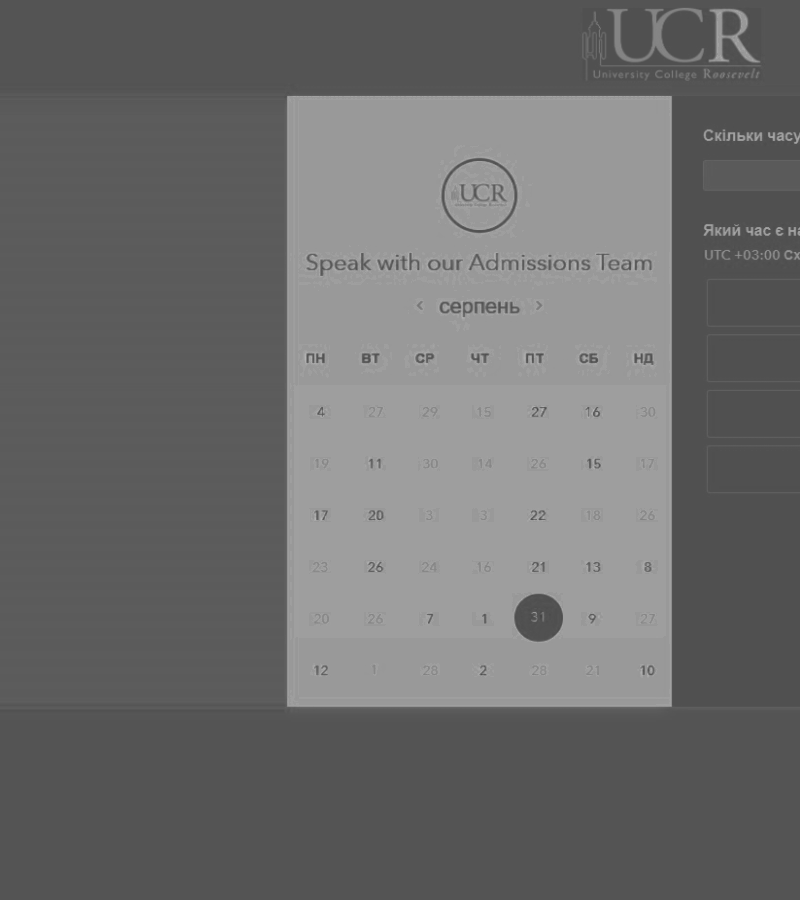 UCR
University College Roosevelt
Скільки часу
UCR
Який час є на
Speak with our Admissions Team
UTC +03:00 Сх
< серпень >
ПН ВТ СР ЧТ ПТ СБ НД
4 27 29 15 27 16 30
19 11 30 14 26 15 17
17 20 3 3 22 18 26
23 26 24 16 21 13 8
20 26 7 1 31 9 27
12 1 28 2 28 21 10